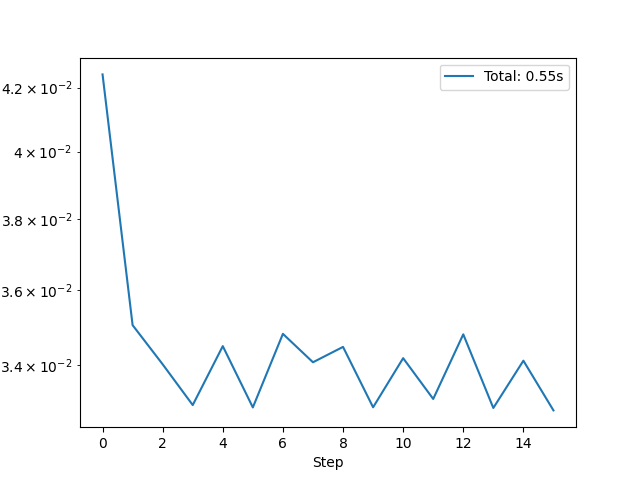 Total: 0.55s
4.2 × 10⁻²
4 × 10⁻²
3.8 × 10⁻²
3.6 × 10⁻²
3.4 × 10⁻²
0 2 4 6 8 10 12 14
Step